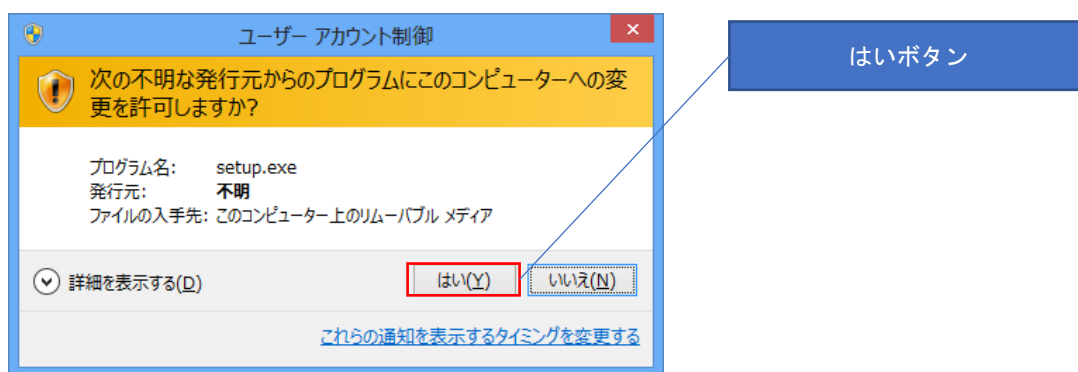 ユーザー アカウント制御
はいボタン
次の不明な発行元からのプログラムにこのコンピューターへの変
更を許可しますか?
プログラム名: setup.exe
発行元: 不明
ファイルの入手先: このコンピューター上のリムーバブル メディア
詳細を表示する(D)
はい(Y)
いいえ(N)
これらの通知を表示するタイミングを変更する